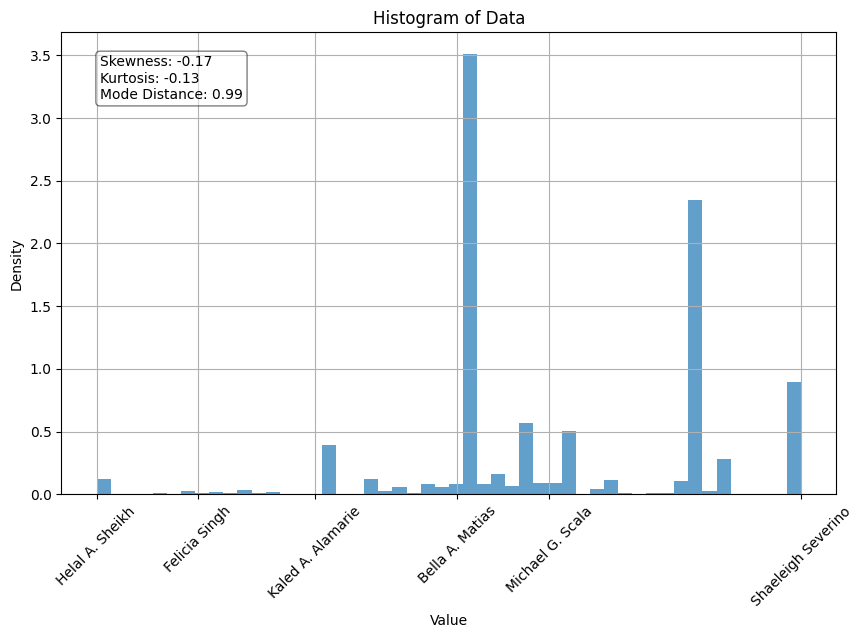 Histogram of Data
Skewness: -0.17
Kurtosis: -0.13
Mode Distance: 0.99
Density
3.5
3.0
2.5
2.0
1.5
1.0
0.5
0.0
Helal A. Sheikh
Felicia Singh
Kaled A. Alamarie
Bella A. Matias
Michael G. Scala
Shaeleigh Severino
Value